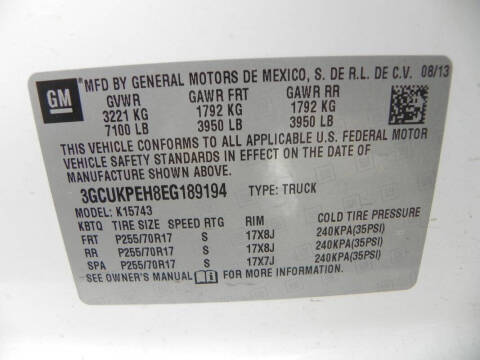 GM
MFD BY GENERAL MOTORS DE MEXICO, S. DE R.L. DE C.V. 08/13
GVWR GAWR FRT GAWR RR
3221 KG 1792 KG 1792 KG
7100 LB 3950 LB 3950 LB
THIS VEHICLE CONFORMS TO ALL APPLICABLE U.S. FEDERAL MOTOR
VEHICLE SAFETY STANDARDS IN EFFECT ON THE DATE OF
MANUFACTURE SHOWN ABOVE.
3GCUKPEH8EG189194 TYPE: TRUCK
MODEL: K15743
KBTQ TIRE SIZE SPEED RTG RIM COLD TIRE PRESSURE
FRT P255/70R17 S 17X8J 240KPA(35PSI)
RR P255/70R17 S 17X8J 240KPA(35PSI)
SPA P255/70R17 S 17X7J 240KPA(35PSI)
SEE OWNER'S MANUAL FOR MORE INFORMATION